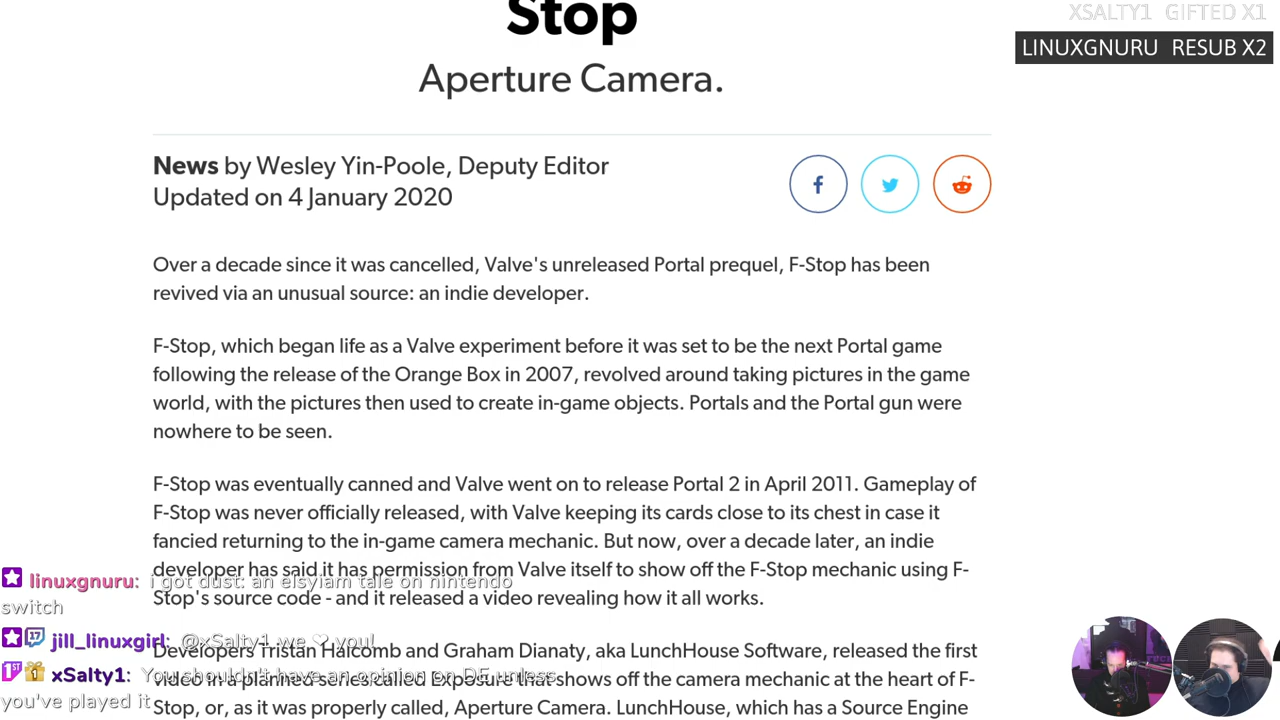 Stop
Aperture Camera.
XSALTY1 GIFTED X1
LINUXGNURU RESUB X2
News by Wesley Yin-Poole, Deputy Editor
Updated on 4 January 2020
Over a decade since it was cancelled, Valve's unreleased Portal prequel, F-Stop has been
revived via an unusual source: an indie developer.
F-Stop, which began life as a Valve experiment before it was set to be the next Portal game
following the release of the Orange Box in 2007, revolved around taking pictures in the game
world, with the pictures then used to create in-game objects. Portals and the Portal gun were
nowhere to be seen.
F-Stop was eventually canned and Valve went on to release Portal 2 in April 2011. Gameplay of
F-Stop was never officially released, with Valve keeping its cards close to its chest in case it
fancied returning to the in-game camera mechanic. But now, over a decade later, an indie
developer has said it has permission from Valve itself to show off the F-Stop mechanic using F-
Stop's source code - and it released a video revealing how it all works.
Developers Tristan Halcomb and Graham Dianaty, aka LunchHouse Software, released the first
video in a planned series called Exposure that shows off the camera mechanic at the heart of F-
Stop, or, as it was properly called, Aperture Camera. LunchHouse, which has a Source Engine
linuxgnuru: i got dust: an elsyiam tale on nintendo
switch
17 jill_linuxgirl: @xSalty1 we ❤ you!
1ST 1 xSalty1: You shouldn't have an opinion on DE unless
you've played it